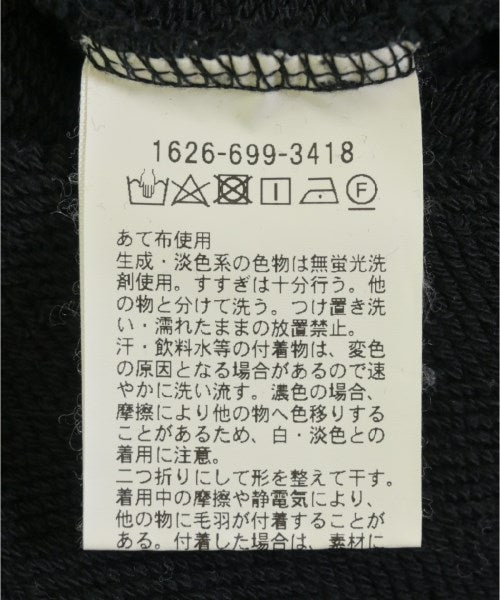 1626-699-3418
あて布使用
生成・淡色系の色物は無蛍光洗
剤使用。すすぎは十分行う。他
の物と分けて洗う。つけ置き洗
い・濡れたままの放置禁止。
汗・飲料水等の付着物は、変色
の原因となる場合があるので速
やかに洗い流す。濃色の場合、
摩擦により他の物へ色移りする
ことがあるため、白・淡色との
着用に注意。
二つ折りにして形を整えて干す。
着用中の摩擦や静電気により、
他の物に毛羽が付着することが
ある。付着した場合は、素材に